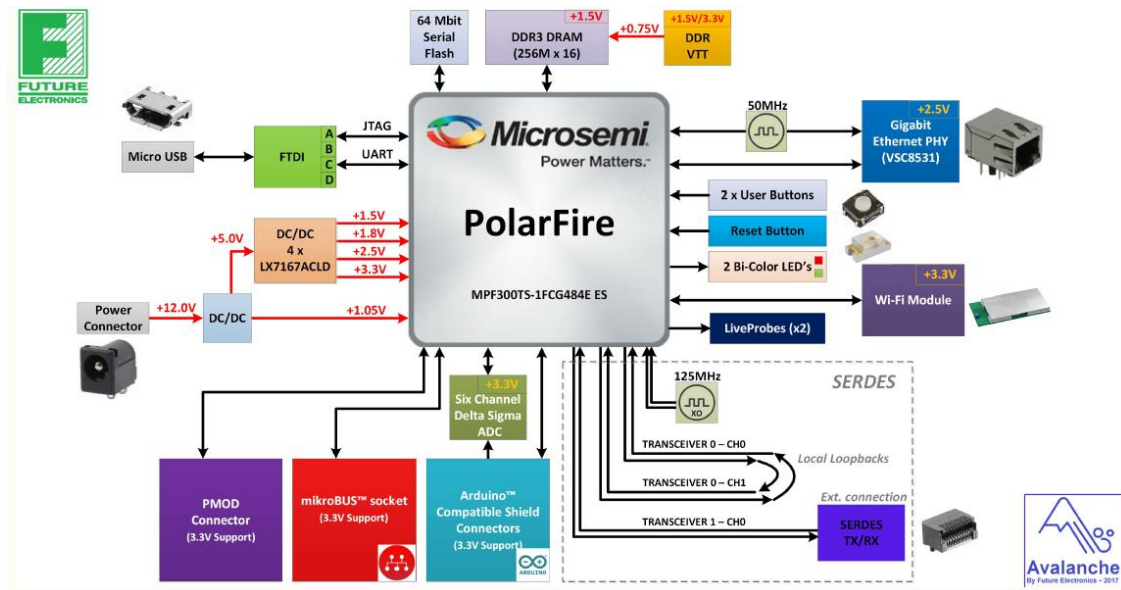 FUTURE
ELECTRONICS
64 Mbit
Serial
Flash
+1.5V
DDR3 DRAM
(256M x 16)
+0.75V
+1.5V/3.3V
DDR
VTT
Micro USB
FTDI
A
B
C
D
JTAG
UART
Microsemi.
Power Matters.™
PolarFire
MPF300TS-1FCG484E ES
50MHz
+2.5V
Gigabit
Ethernet PHY
(VSC8531)
2 x User Buttons
Reset Button
2 Bi-Color LED's
+3.3V
Wi-Fi Module
LiveProbes (x2)
Power
Connector
+12.0V
DC/DC
+5.0V
DC/DC
4 x
LX7167ACLD
+1.5V
+1.8V
+2.5V
+3.3V
+1.05V
+3.3V
Six Channel
Delta Sigma
ADC
PMOD
Connector
(3.3V Support)
mikroBUS™ socket
(3.3V Support)
Arduino™
Compatible Shield
Connectors
(3.3V Support)
ARDUINO
125MHz
XO
SERDES
TRANSCEIVER 0 – CH0
Local Loopbacks
TRANSCEIVER 0 – CH1
Ext. connection
TRANSCEIVER 1 – CH0
SERDES
TX/RX
Avalanche
By Future Electronics - 2017